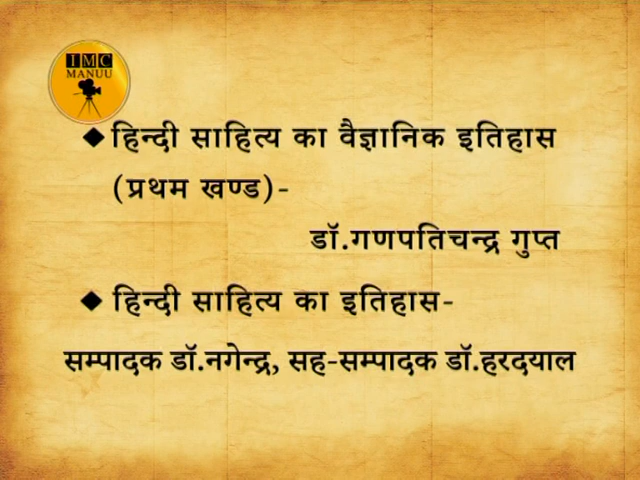 IMC
MANUU
◆हिन्दी साहित्य का वैज्ञानिक इतिहास
(प्रथम खण्ड)-
डॉ.गणपतिचन्द्र गुप्त
◆ हिन्दी साहित्य का इतिहास-
सम्पादक डॉ.नगेन्द्र, सह-सम्पादक डॉ.हरदयाल